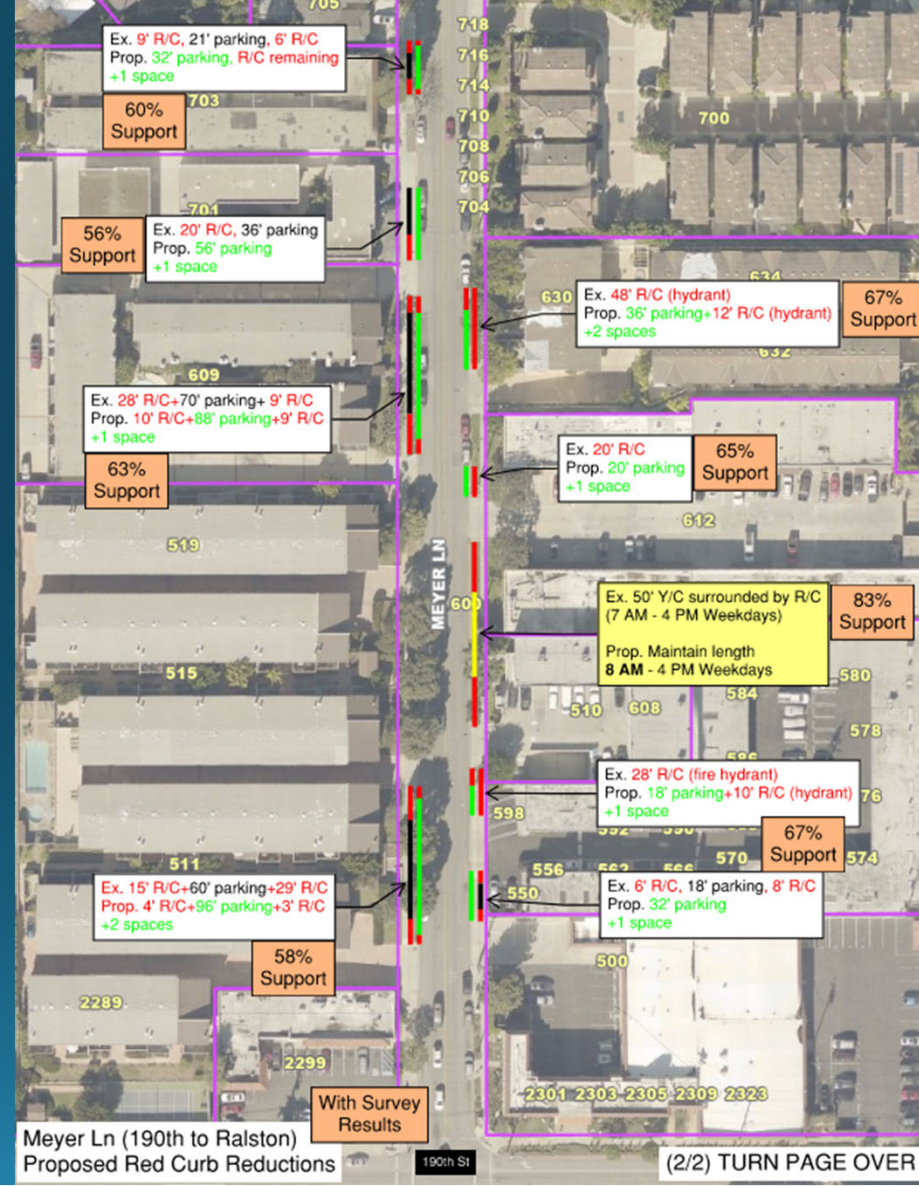 705
718
Ex. 9' R/C, 21' parking, 6' R/C
Prop. 32' parking, R/C remaining
+1 space
716
714
60%
Support
703
710
700
708
706
704
701
56%
Support
Ex. 20' R/C, 36' parking
Prop. 56' parking
+1 space
634
630
Ex. 48' R/C (hydrant)
Prop. 36' parking+12' R/C (hydrant)
+2 spaces
67%
Support
632
609
Ex. 28' R/C+70' parking+ 9' R/C
Prop. 10' R/C+88' parking+9' R/C
+1 space
63%
Support
Ex. 20' R/C
Prop. 20' parking
+1 space
65%
Support
612
519
MEYER LN
600
Ex. 50' Y/C surrounded by R/C
(7 AM - 4 PM Weekdays)
Prop. Maintain length
8 AM - 4 PM Weekdays
83%
Support
515
580
584
510
608
578
586
Ex. 28' R/C (fire hydrant)
Prop. 18' parking+10' R/C (hydrant)
+1 space
76
598
592
590
67%
Support
511
556
562
566
570
574
Ex. 15' R/C+60' parking+29' R/C
Prop. 4' R/C+96' parking+3' R/C
+2 spaces
550
Ex. 6' R/C, 18' parking, 8' R/C
Prop. 32' parking
+1 space
58%
Support
500
2289
2299
2301 2303 2305 2309 2323
With Survey
Results
Meyer Ln (190th to Ralston)
Proposed Red Curb Reductions
190th St
(2/2) TURN PAGE OVER